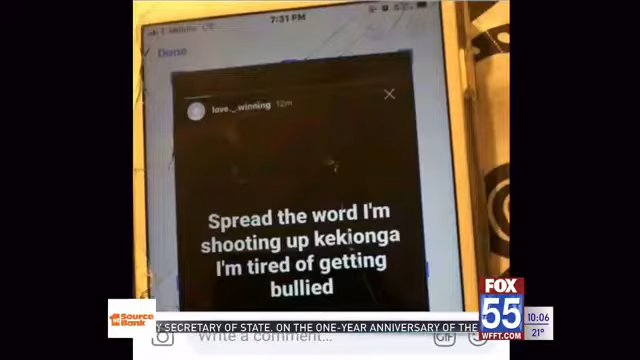 7:31 PM
Done
love._.winning 12m
Spread the word I'm
shooting up kekionga
I'm tired of getting
bullied
FOX
55
WFFT.COM
10:06
21°
1st Source
Bank
Y SECRETARY OF STATE. ON THE ONE-YEAR ANNIVERSARY OF THE
Write a comment...
GIF